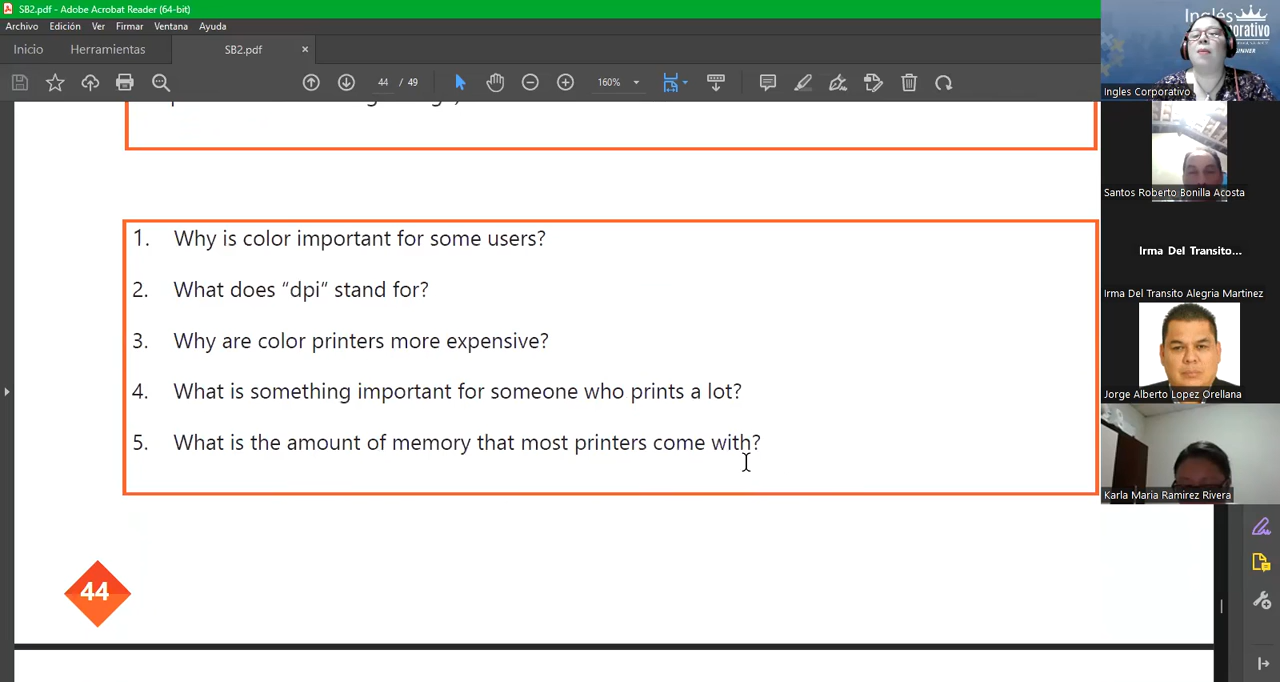 SB2.pdf - Adobe Acrobat Reader (64-bit)
Archivo Edición Ver Firmar Ventana Ayuda
Inicio Herramientas SB2.pdf ×
44 / 49 160%
1. Why is color important for some users?
2. What does “dpi” stand for?
3. Why are color printers more expensive?
4. What is something important for someone who prints a lot?
5. What is the amount of memory that most printers come with?
44
Inglés
Ingles Corporativo
Santos Roberto Bonilla Acosta
Irma Del Transito...
Irma Del Transito Alegria Martinez
Jorge Alberto Lopez Orellana
Karla Maria Ramirez Rivera